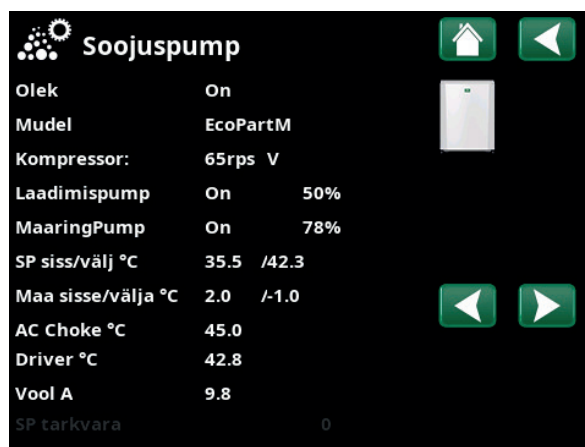 Soojuspump
Olek On
Mudel EcoPartM
Kompressor: 65rps V
Laadimispump On 50%
MaaringPump On 78%
SP siss/välj °C 35.5 /42.3
Maa sisse/välja °C 2.0 /-1.0
AC Choke °C 45.0
Driver °C 42.8
Vool A 9.8
SP tarkvara 0